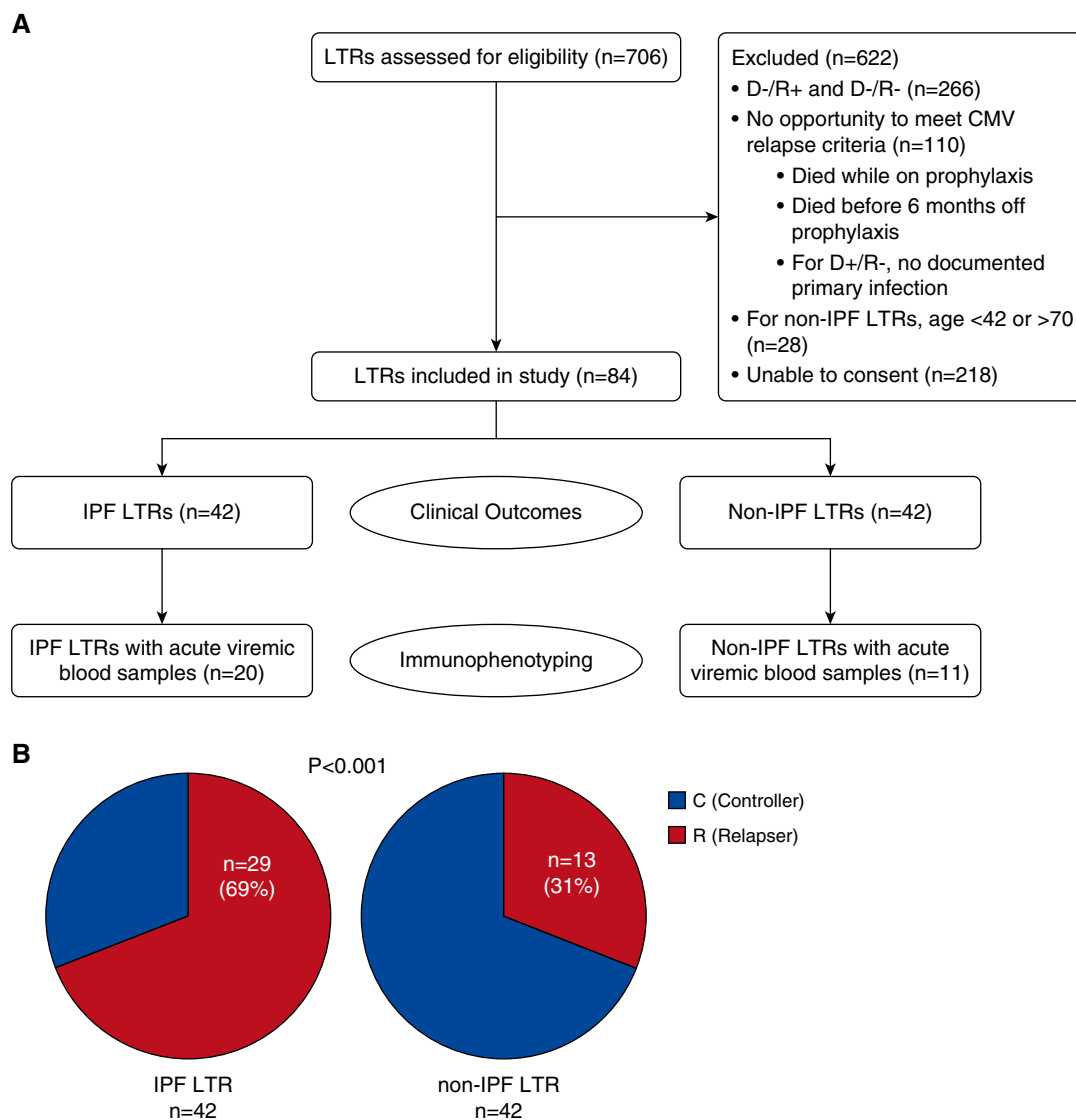 A
LTRs assessed for eligibility (n=706)
Excluded (n=622)
• D-/R+ and D-/R- (n=266)
• No opportunity to meet CMV
relapse criteria (n=110)
• Died while on prophylaxis
• Died before 6 months off
prophylaxis
• For D+/R-, no documented
primary infection
• For non-IPF LTRs, age <42 or >70
(n=28)
• Unable to consent (n=218)
LTRs included in study (n=84)
IPF LTRs (n=42)
Clinical Outcomes
Non-IPF LTRs (n=42)
IPF LTRs with acute viremic
blood samples (n=20)
Immunophenotyping
Non-IPF LTRs with acute
viremic blood samples (n=11)
B
P<0.001
C (Controller)
R (Relapser)
n=29
(69%)
n=13
(31%)
IPF LTR
n=42
non-IPF LTR
n=42